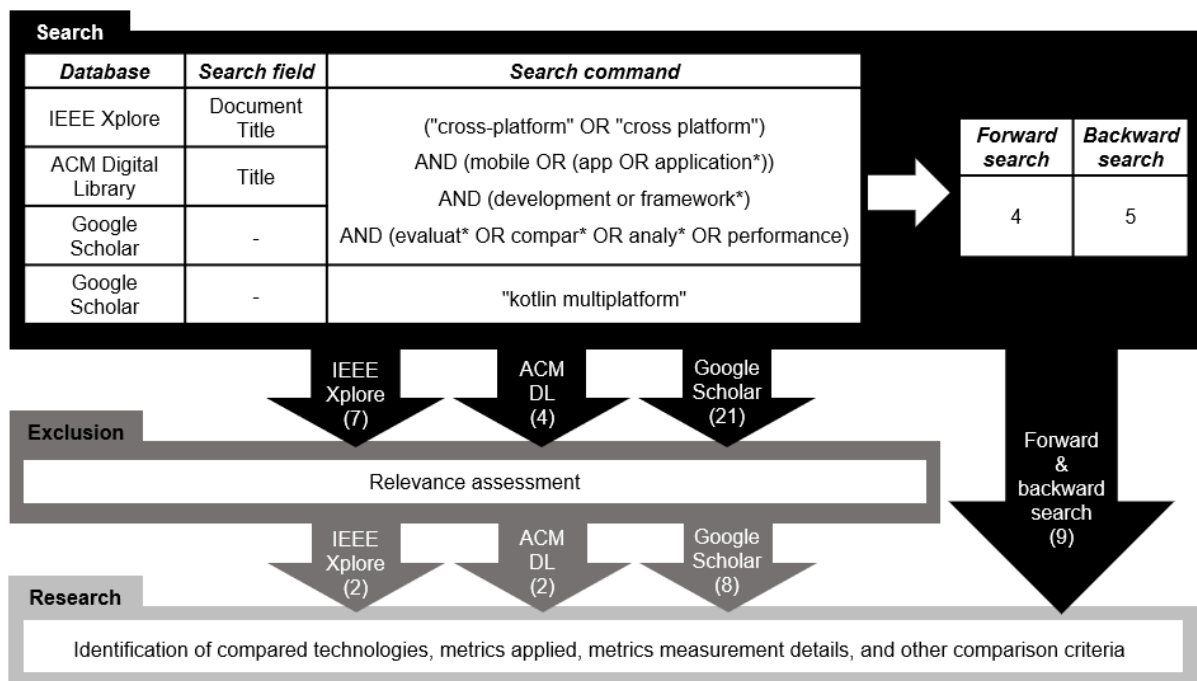 Search
Database Search field Search command
IEEE Xplore
Document
Title
ACM Digital
Library
Title
Google
Scholar
-
("cross-platform" OR "cross platform")
AND (mobile OR (app OR application*))
AND (development or framework*)
AND (evaluat* OR compar* OR analy* OR performance)
Google
Scholar
-
"kotlin multiplatform"
Forward
search
Backward
search
4
5
IEEE
Xplore
(7)
ACM
DL
(4)
Google
Scholar
(21)
Forward
&
backward
search
(9)
Exclusion
Relevance assessment
IEEE
Xplore
(2)
ACM
DL
(2)
Google
Scholar
(8)
Research
Identification of compared technologies, metrics applied, metrics measurement details, and other comparison criteria